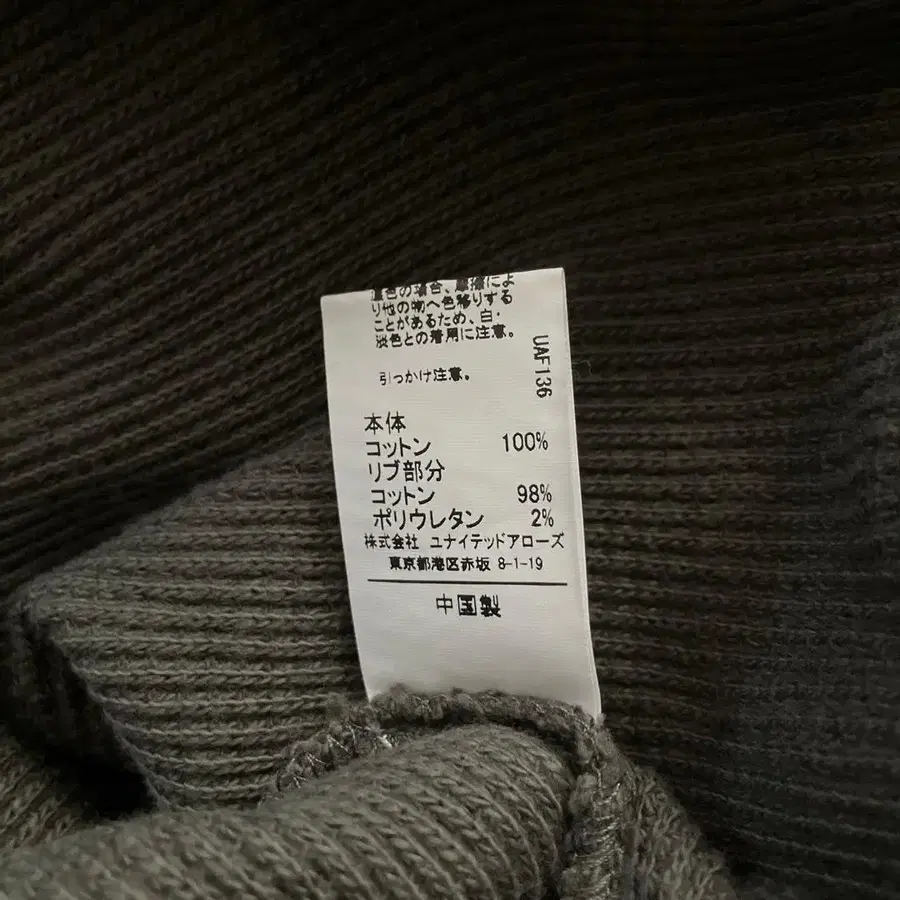 濃色の場合、摩擦によ
り他の物へ色移りする
ことがあるため、白・
淡色との着用に注意。
引っかけ注意。
UAF136
本体
コットン 100%
リブ部分
コットン 98%
ポリウレタン 2%
株式会社 ユナイテッドアローズ
東京都港区赤坂 8-1-19
中国製